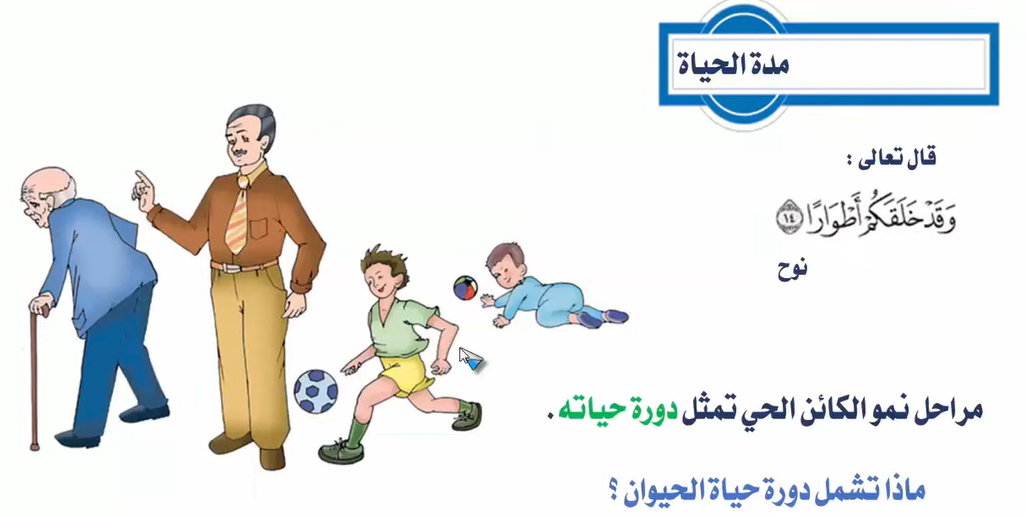 مدة الحياة
قال تعالى :
وَقَدْ خَلَقَكُمْ أَطْوَارًا ١٤
نوح
مراحل نمو الكائن الحي تمثل دورة حياته .
ماذا تشمل دورة حياة الحيوان ؟